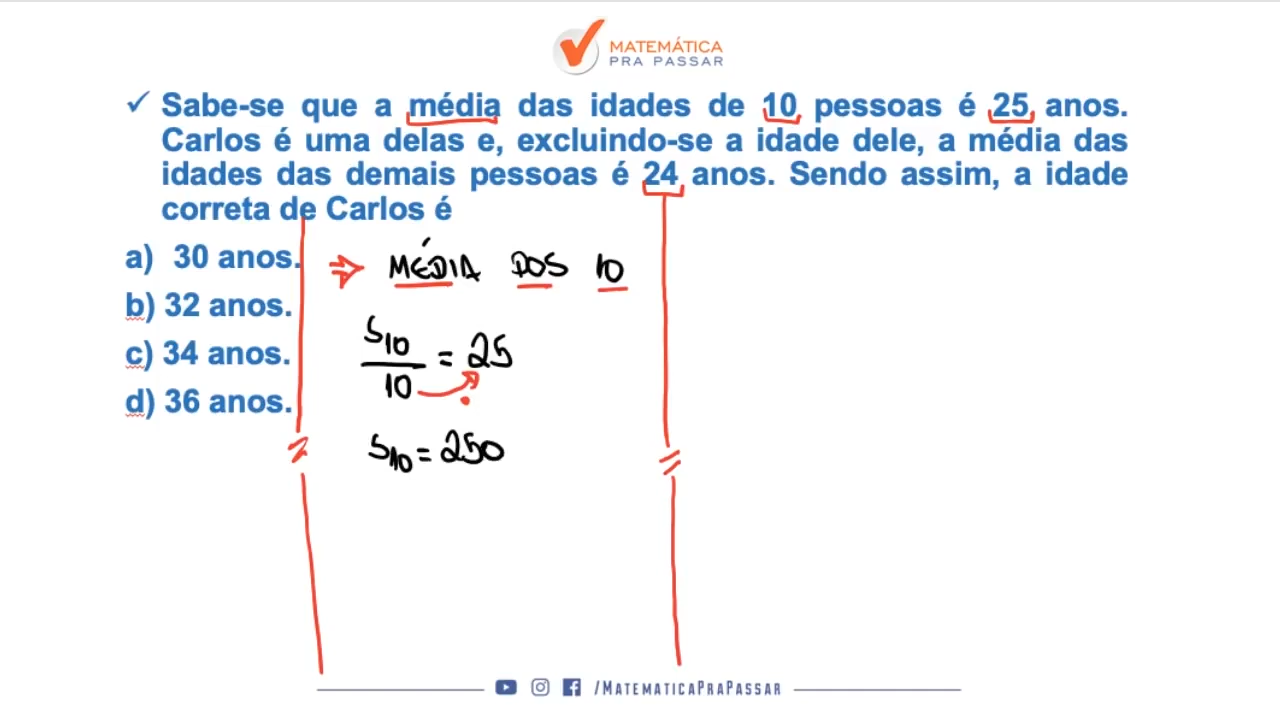 MATEMÁTICA
PRA PASSAR
✓ Sabe-se que a média das idades de 10 pessoas é 25 anos.
Carlos é uma delas e, excluindo-se a idade dele, a média das
idades das demais pessoas é 24 anos. Sendo assim, a idade
correta de Carlos é
a) 30 anos.
b) 32 anos.
c) 34 anos.
d) 36 anos.
⇒ MÉDIA DOS 10
S10
10 = 25
S10 = 250
/MATEMATICAPRAPASSAR